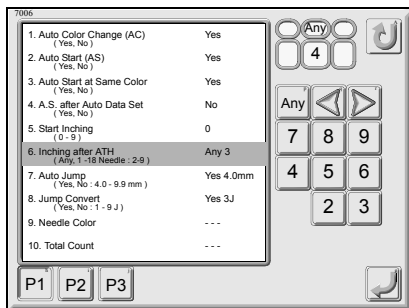 7006
1. Auto Color Change (AC) Yes
( Yes, No )
2. Auto Start (AS) Yes
( Yes, No )
3. Auto Start at Same Color Yes
( Yes, No )
4. A.S. after Auto Data Set No
( Yes, No )
5. Start Inching 0
( 0 - 9 )
6. Inching after ATH Any 3
( Any, 1 -18 Needle : 2-9 )
7. Auto Jump Yes 4.0mm
( Yes, No : 4.0 - 9.9 mm )
8. Jump Convert Yes 3J
( Yes, No : 1 - 9 J )
9. Needle Color - - -
10. Total Count - - -
Any
4
Any
7 8 9
4 5 6
2 3
P1 P2 P3